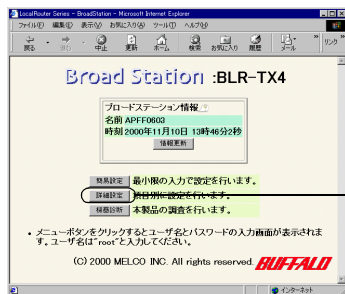 LocalRouter Series - BroadStation - Microsoft Internet Explorer
ファイル(F) 編集(E) 表示(V) お気に入り(A) ツール(T) ヘルプ(H)
戻る 進む 中止 更新 ホーム 検索 お気に入り 履歴 メール リンク
Broad Station :BLR-TX4
ブロードステーション情報
名前 APFF0603
時刻 2000年11月10日 13時46分2秒
情報更新
簡易設定 最小限の入力で設定を行います。
詳細設定 項目別に設定を行います。
機器診断 本製品の調査を行います。
• メニューボタンをクリックするとユーザ名とパスワードの入力画面が表示されま
す。ユーザ名は"root"と入力してください。
(C) 2000 MELCO INC. All rights reserved. BUFFALO
インターネット